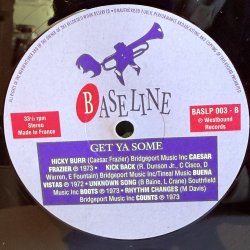 BASELINE
33⅓ rpm
Stereo
Made in France
BASLP 003 - B
℗ Westbound
Records
GET YA SOME
HICKY BURR (Caesar Frazier) Bridgeport Music Inc CAESAR
FRAZIER ℗ 1973 • KICK BACK (R. Dunson Jr., C Cisco, D
Warren, E Fountain) Bridgeport Music Inc/Tineal Music BUENA
VISTAS ℗ 1972 • UNKNOWN SONG (B Baine, L Crane) Southfield
Music Inc BOOTS ℗ 1973 • RHYTHM CHANGES (M Davis)
Bridgeport Music Inc COUNTS ℗ 1973